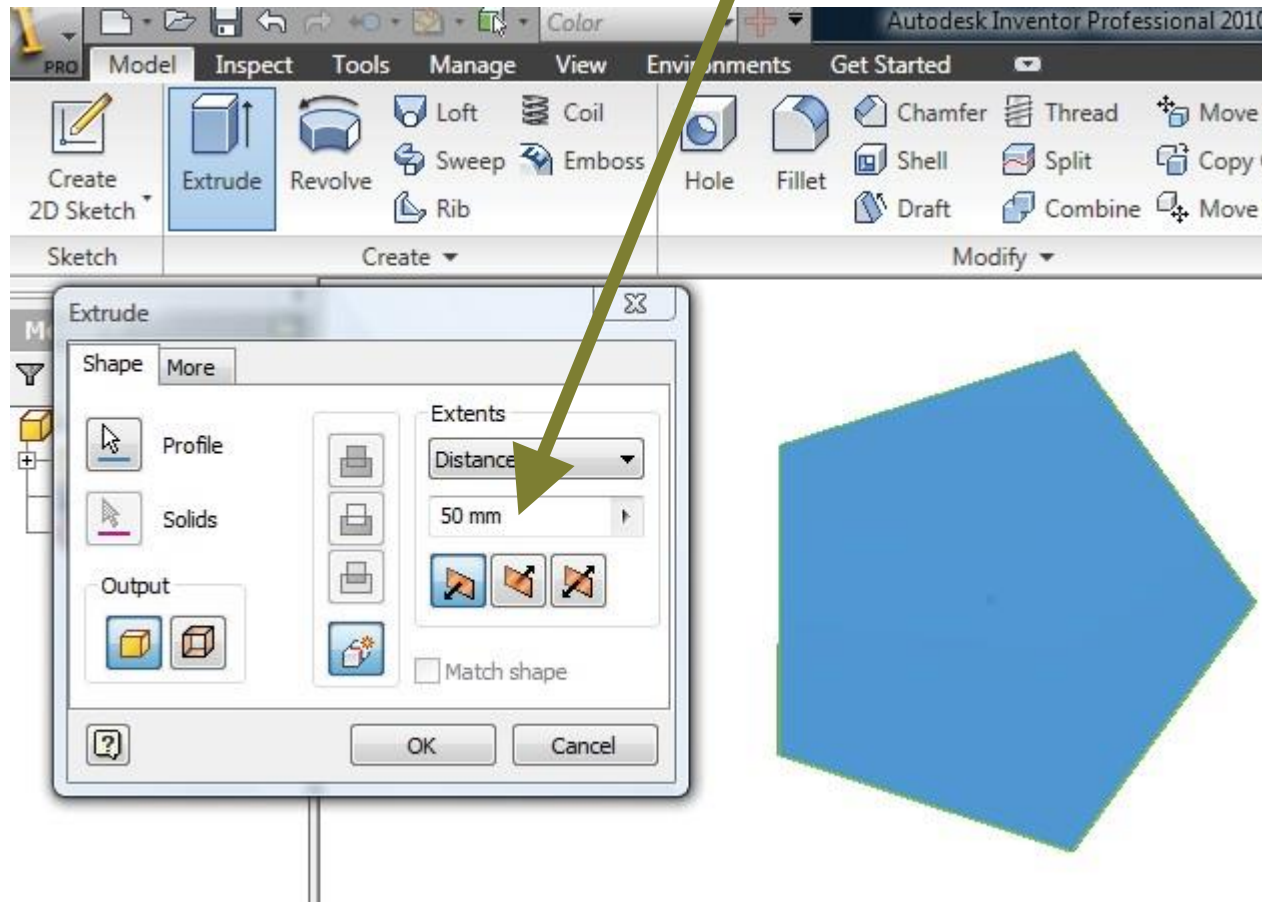 Color Autodesk Inventor Professional 2010
PRO Model Inspect Tools Manage View Environments Get Started
Create 2D Sketch
Extrude
Revolve
Loft
Sweep
Rib
Coil
Emboss
Hole
Fillet
Chamfer
Shell
Draft
Thread
Split
Combine
Move
Copy
Move
Sketch Create Modify
Extrude
Shape More
Profile
Solids
Output
Extents
Distance
50 mm
Match shape
OK Cancel